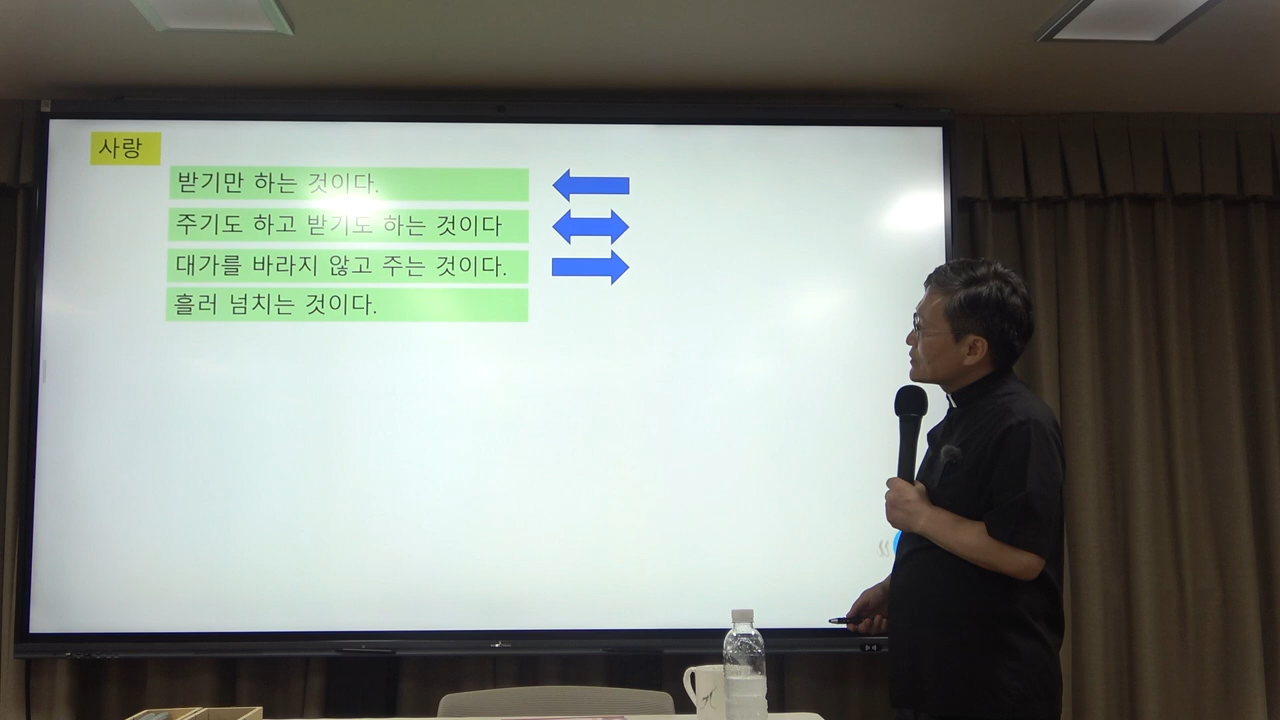 사랑
받기만 하는 것이다.
주기도 하고 받기도 하는 것이다
대가를 바라지 않고 주는 것이다.
흘러 넘치는 것이다.